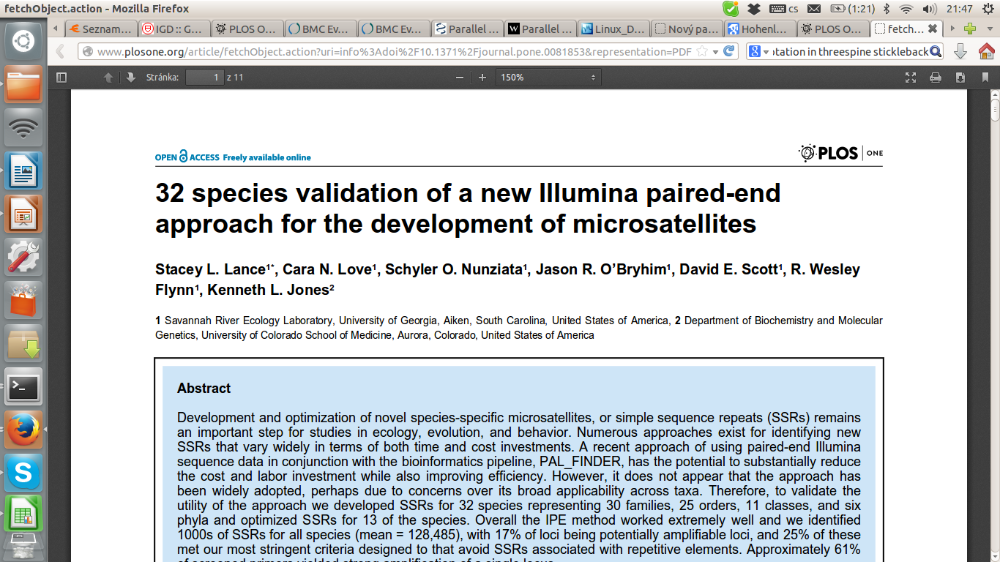 fetchObject.action - Mozilla Firefox
cs
(1:21)
21:47
Seznam...
IGD :: G...
PLOS O...
BMC Ev...
BMC Ev...
Parallel ...
Parallel ...
Linux_D...
Nový pa...
Hohenl...
PLOS O...
fetch...
www.plosone.org/article/fetchObject.action?uri=info%3Adoi%2F10.1371%2Fjournal.pone.0081853&representation=PDF
tation in threespine stickleback
Stránka: 1 z 11
150%
OPEN ACCESS Freely available online
PLOS ONE
32 species validation of a new Illumina paired-end
approach for the development of microsatellites
Stacey L. Lance1*, Cara N. Love1, Schyler O. Nunziata1, Jason R. O’Bryhim1, David E. Scott1, R. Wesley
Flynn1, Kenneth L. Jones2
1 Savannah River Ecology Laboratory, University of Georgia, Aiken, South Carolina, United States of America, 2 Department of Biochemistry and Molecular
Genetics, University of Colorado School of Medicine, Aurora, Colorado, United States of America
Abstract
Development and optimization of novel species-specific microsatellites, or simple sequence repeats (SSRs) remains
an important step for studies in ecology, evolution, and behavior. Numerous approaches exist for identifying new
SSRs that vary widely in terms of both time and cost investments. A recent approach of using paired-end Illumina
sequence data in conjunction with the bioinformatics pipeline, PAL_FINDER, has the potential to substantially reduce
the cost and labor investment while also improving efficiency. However, it does not appear that the approach has
been widely adopted, perhaps due to concerns over its broad applicability across taxa. Therefore, to validate the
utility of the approach we developed SSRs for 32 species representing 30 families, 25 orders, 11 classes, and six
phyla and optimized SSRs for 13 of the species. Overall the IPE method worked extremely well and we identified
1000s of SSRs for all species (mean = 128,485), with 17% of loci being potentially amplifiable loci, and 25% of these
met our most stringent criteria designed to that avoid SSRs associated with repetitive elements. Approximately 61%